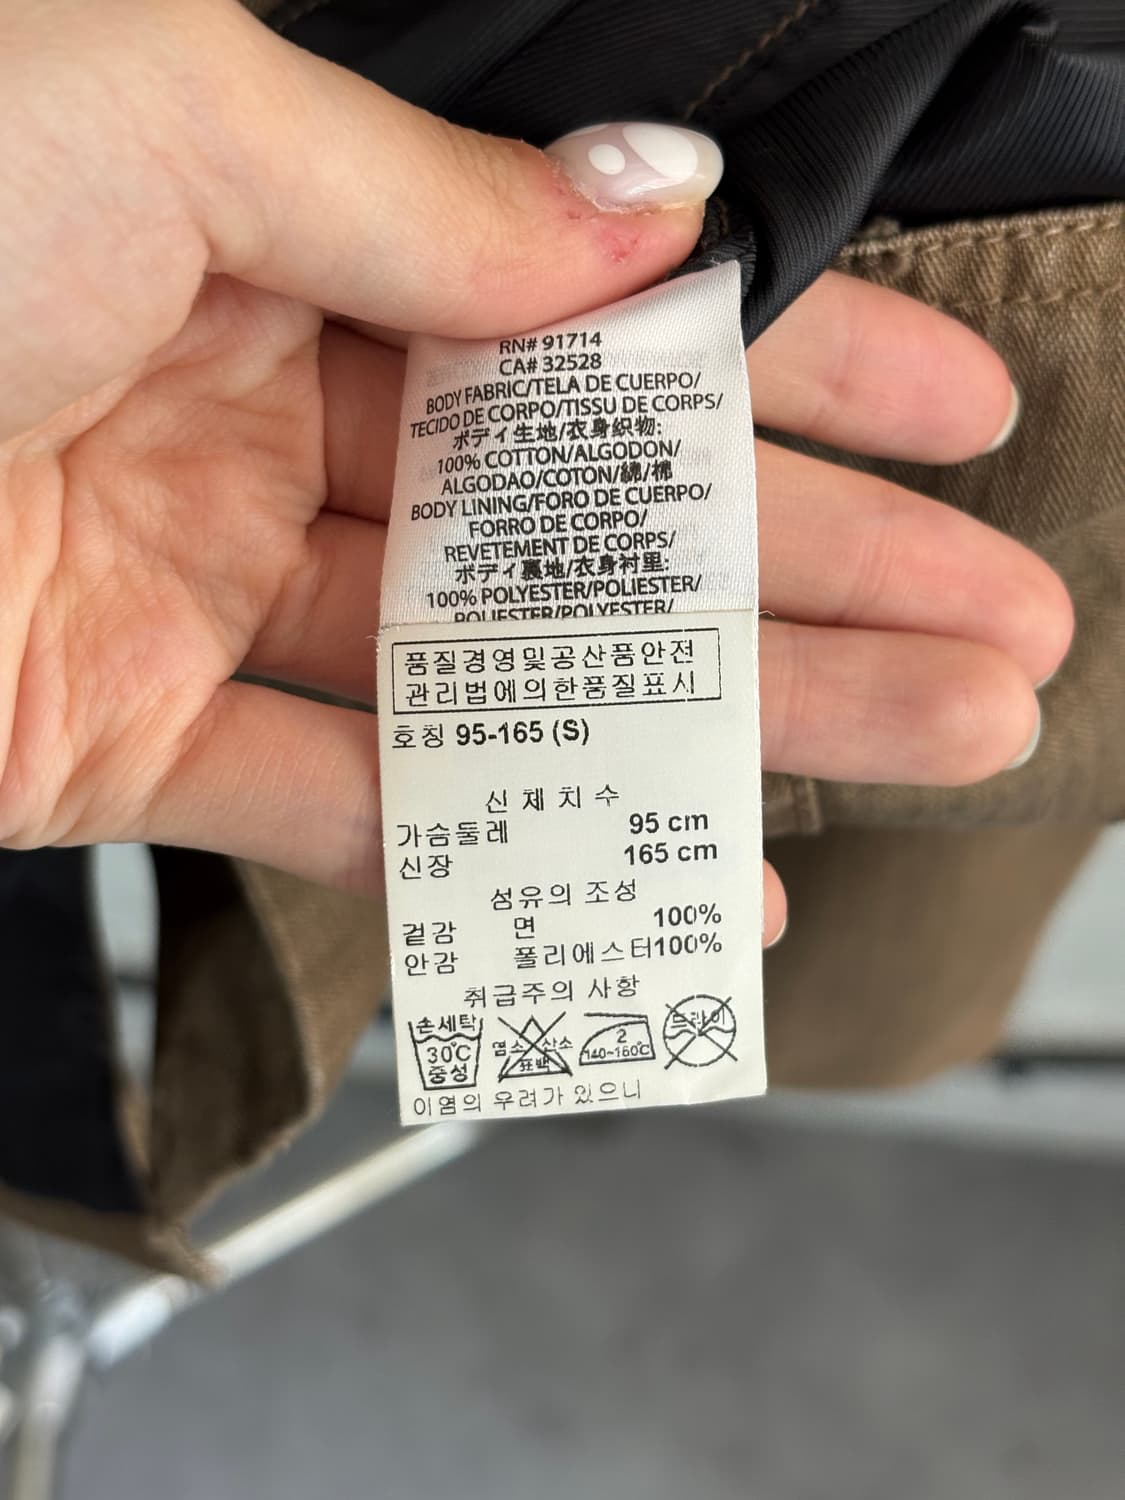 RN# 91714
CA# 32528
BODY FABRIC/TELA DE CUERPO/
TECIDO DE CORPO/TISSU DE CORPS/
ボディ生地/衣身织物:
100% COTTON/ALGODON/
ALGODAO/COTON/綿/棉
BODY LINING/FORO DE CUERPO/
FORRO DE CORPO/
REVETEMENT DE CORPS/
ボディ裏地/衣身衬里:
100% POLYESTER/POLIESTER/
POLIESTER/POLYESTER/
품질경영및공산품안전
관리법에의한품질표시
호칭 95-165 (S)
신체치수
가슴둘레 95 cm
신장 165 cm
섬유의 조성
겉감 면 100%
안감 폴리에스터100%
취급주의 사항
손세탁
30℃
중성
염소 산소
표백
2
140~160℃
드라이
이염의 우려가 있으니